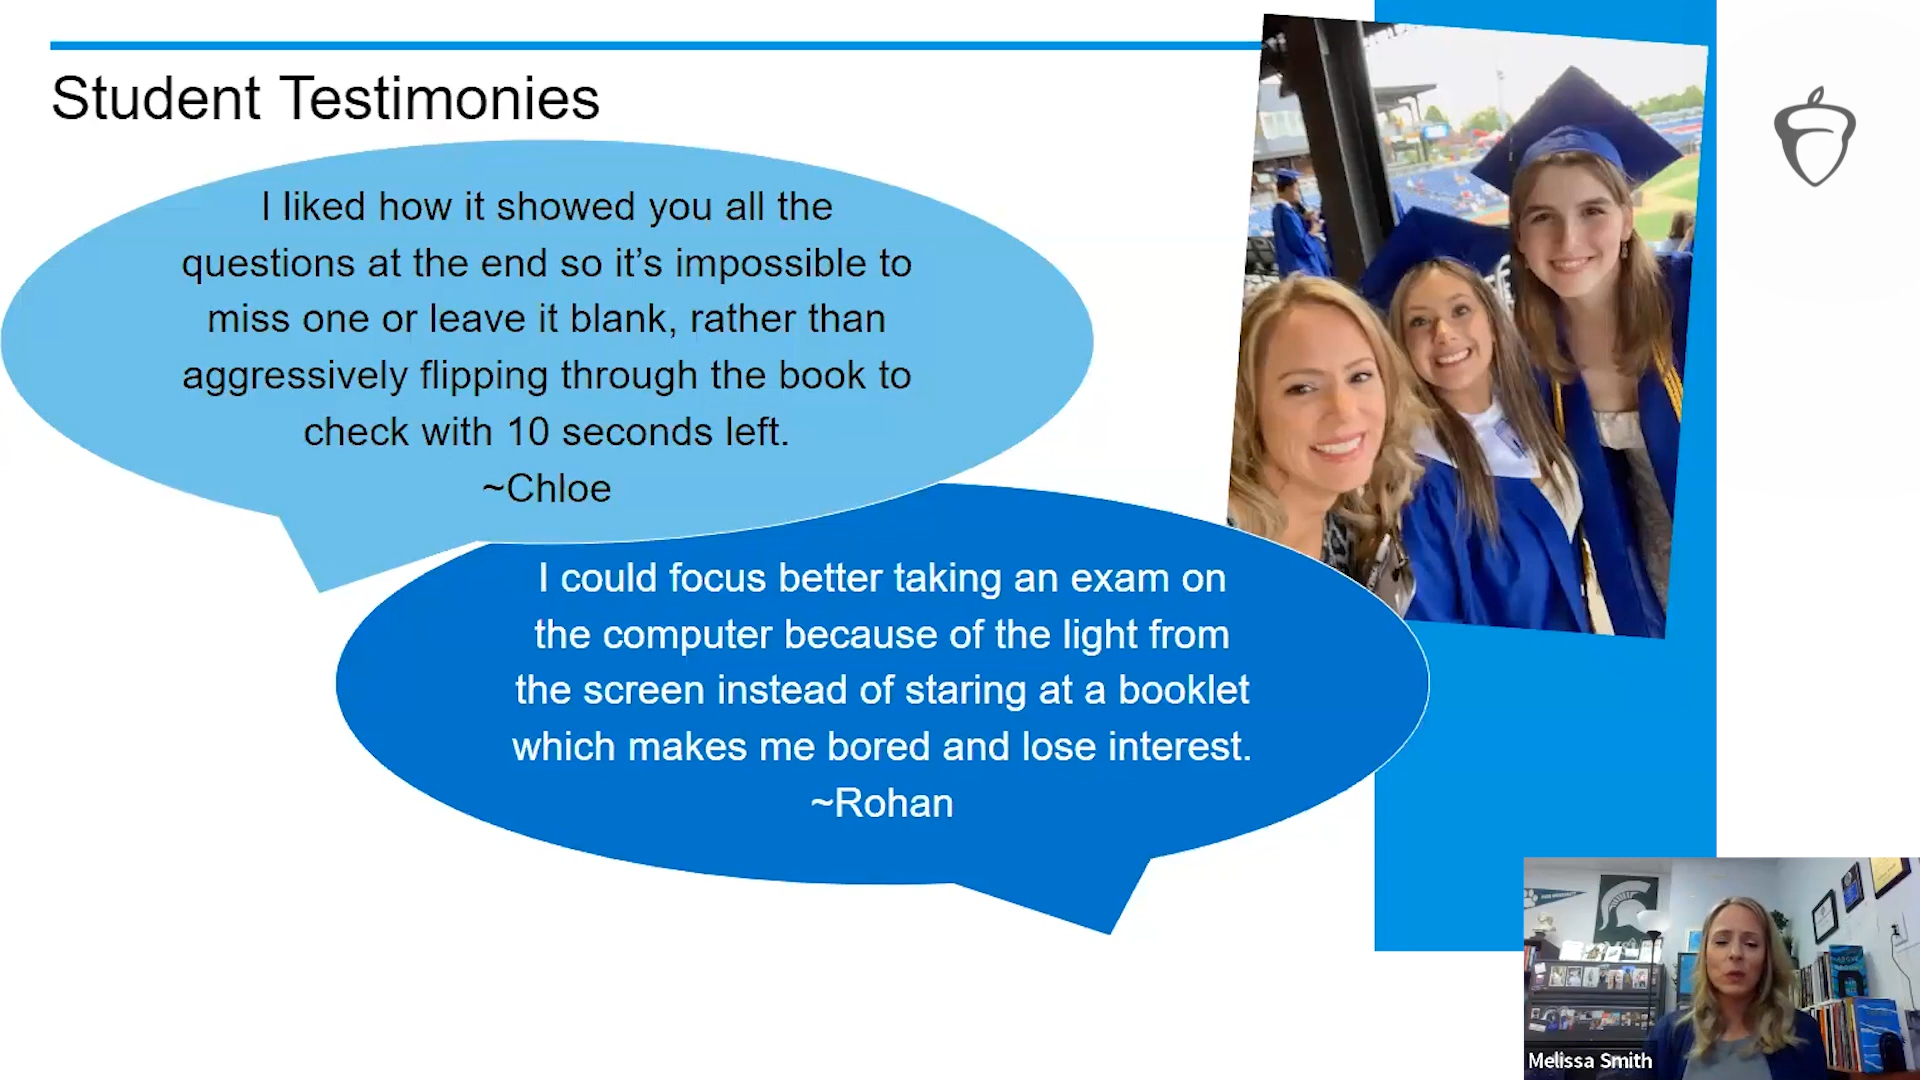 Student Testimonies
I liked how it showed you all the
questions at the end so it’s impossible to
miss one or leave it blank, rather than
aggressively flipping through the book to
check with 10 seconds left.
~Chloe
I could focus better taking an exam on
the computer because of the light from
the screen instead of staring at a booklet
which makes me bored and lose interest.
~Rohan
Melissa Smith